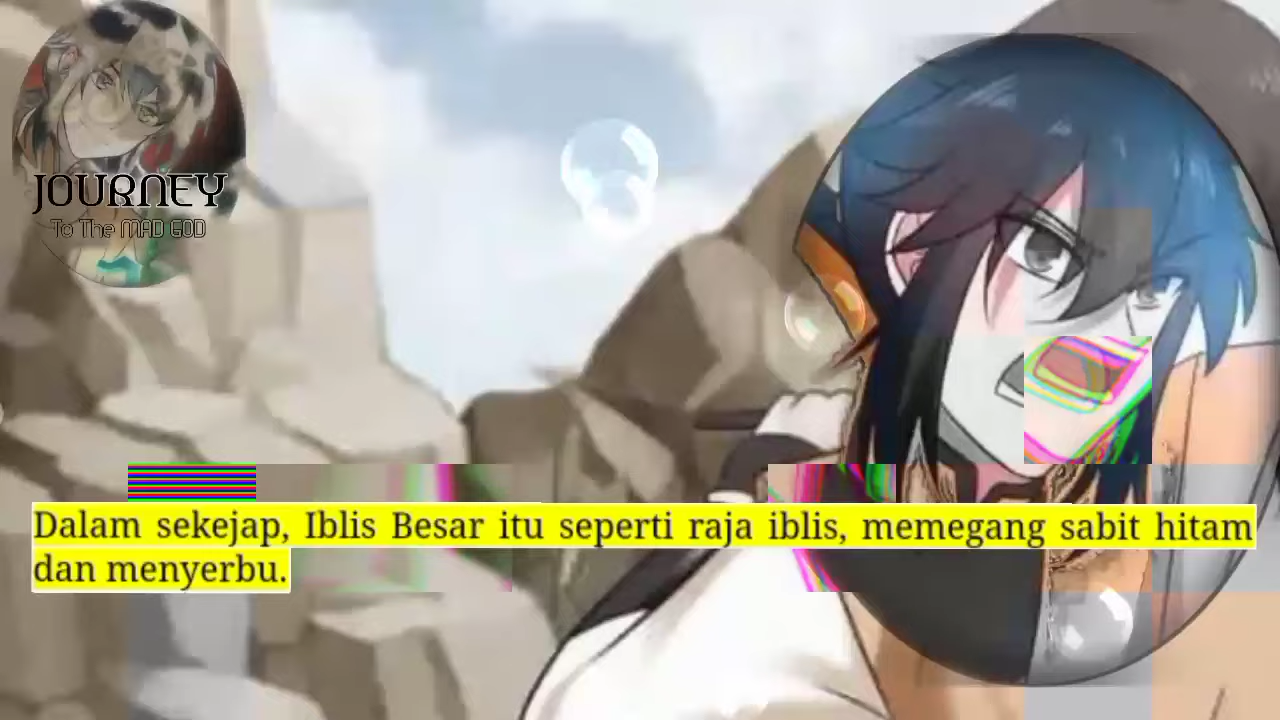 JOURNEY
To The MAD GOD
Dalam sekejap, Iblis Besar itu seperti raja iblis, memegang sabit hitam
dan menyerbu.